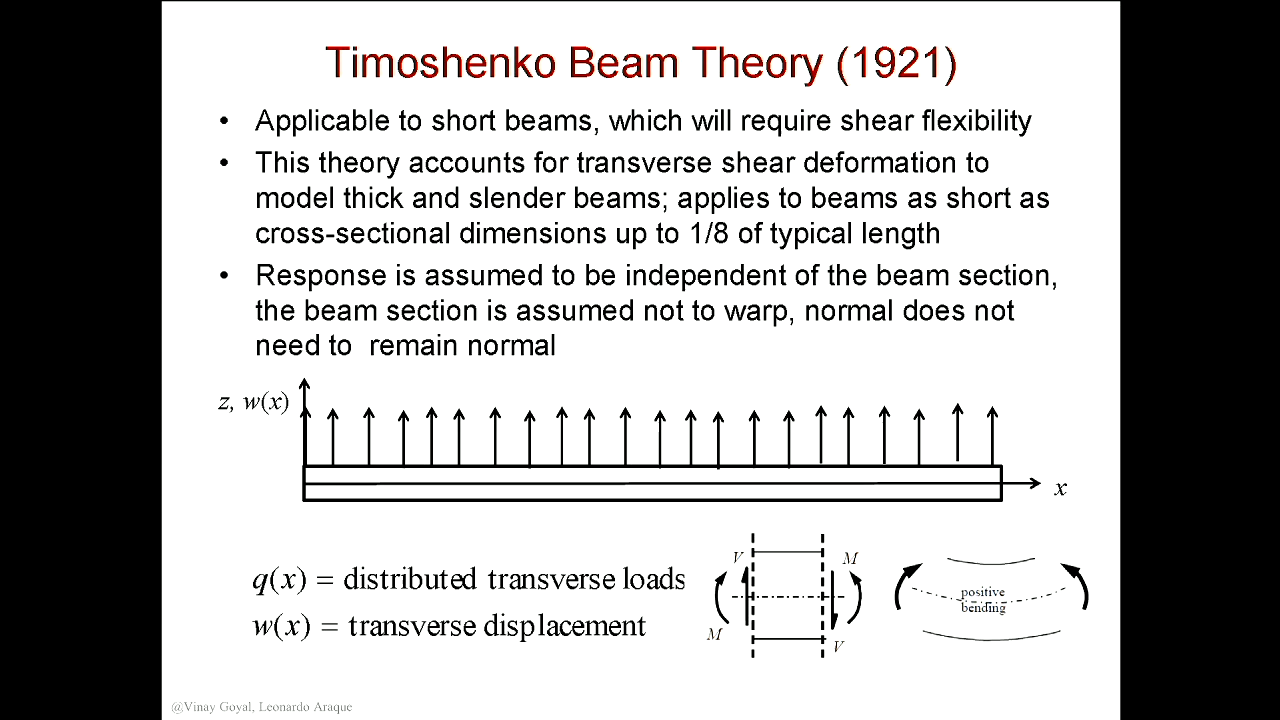 Timoshenko Beam Theory (1921)
• Applicable to short beams, which will require shear flexibility
• This theory accounts for transverse shear deformation to
model thick and slender beams; applies to beams as short as
cross-sectional dimensions up to 1/8 of typical length
• Response is assumed to be independent of the beam section,
the beam section is assumed not to warp, normal does not
need to remain normal
z, w(x)
x
q(x) = distributed transverse loads
w(x) = transverse displacement
V
M
M
V
positive
bending
@Vinay Goyal, Leonardo Araque